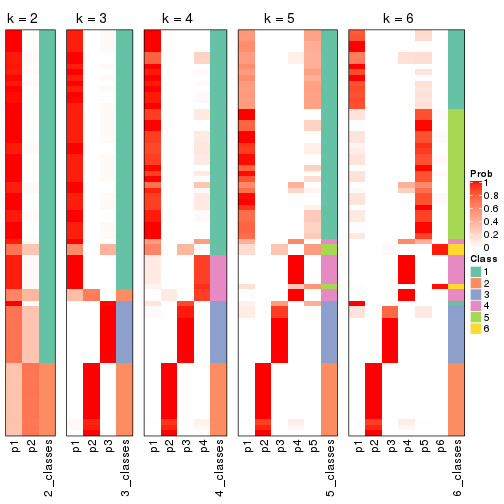 k = 2
k = 3
k = 4
k = 5
k = 6
Prob
1
0.8
0.6
0.4
0.2
0
Class
1
2
3
4
5
6
p1
p2
2_classes
p1
p2
p3
3_classes
p1
p2
p3
p4
4_classes
p1
p2
p3
p4
p5
5_classes
p1
p2
p3
p4
p5
p6
6_classes